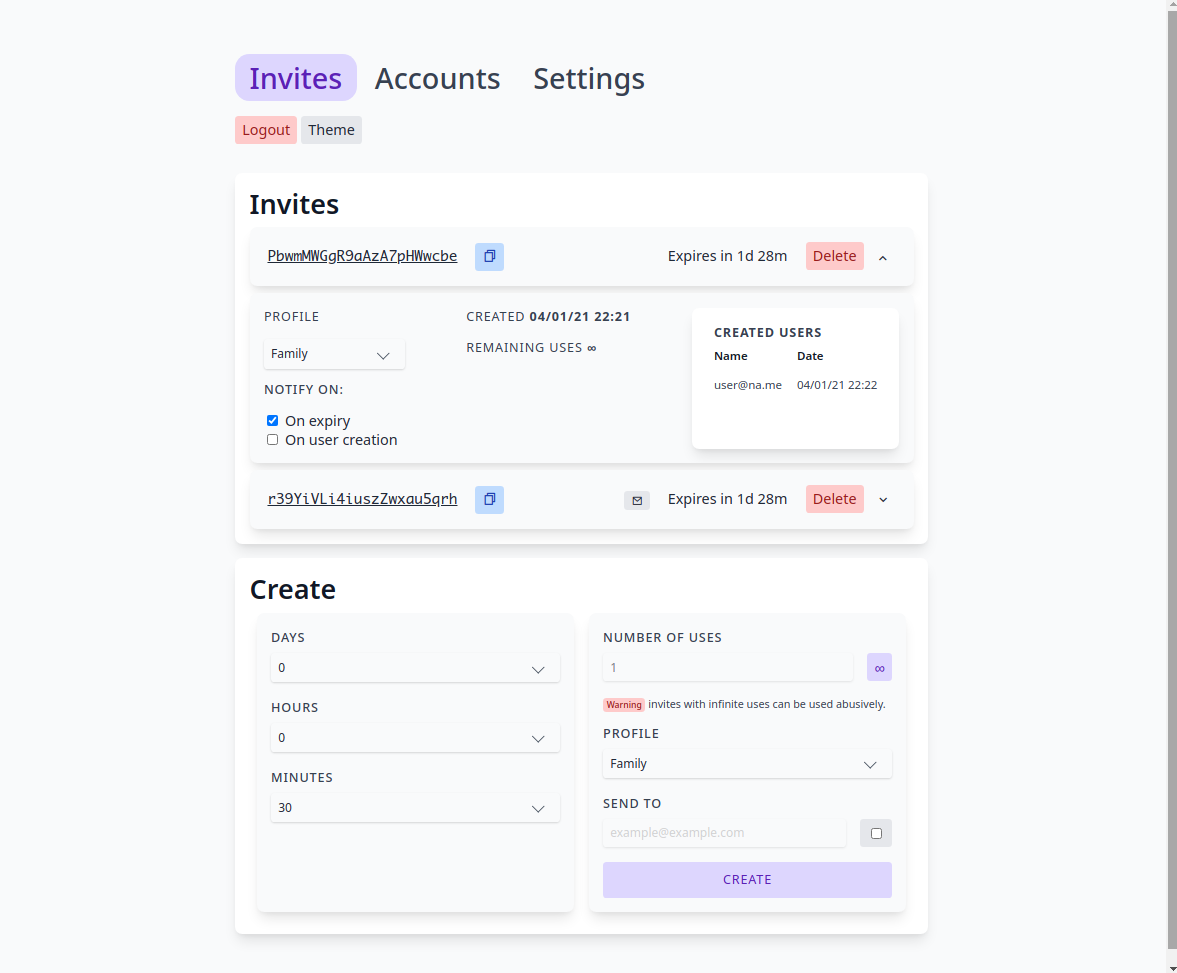 Invites Accounts Settings
Logout Theme
Invites
PbwmMWGgR9aAzA7pHWwcbe Expires in 1d 28m Delete
PROFILE
Family
NOTIFY ON:
On expiry
On user creation
CREATED 04/01/21 22:21
REMAINING USES ∞
CREATED USERS
Name Date
user@na.me 04/01/21 22:22
r39YiVLi4iuszZwxau5qrh Expires in 1d 28m Delete
Create
DAYS
0
HOURS
0
MINUTES
30
NUMBER OF USES
1 ∞
Warning invites with infinite uses can be used abusively.
PROFILE
Family
SEND TO
example@example.com
CREATE